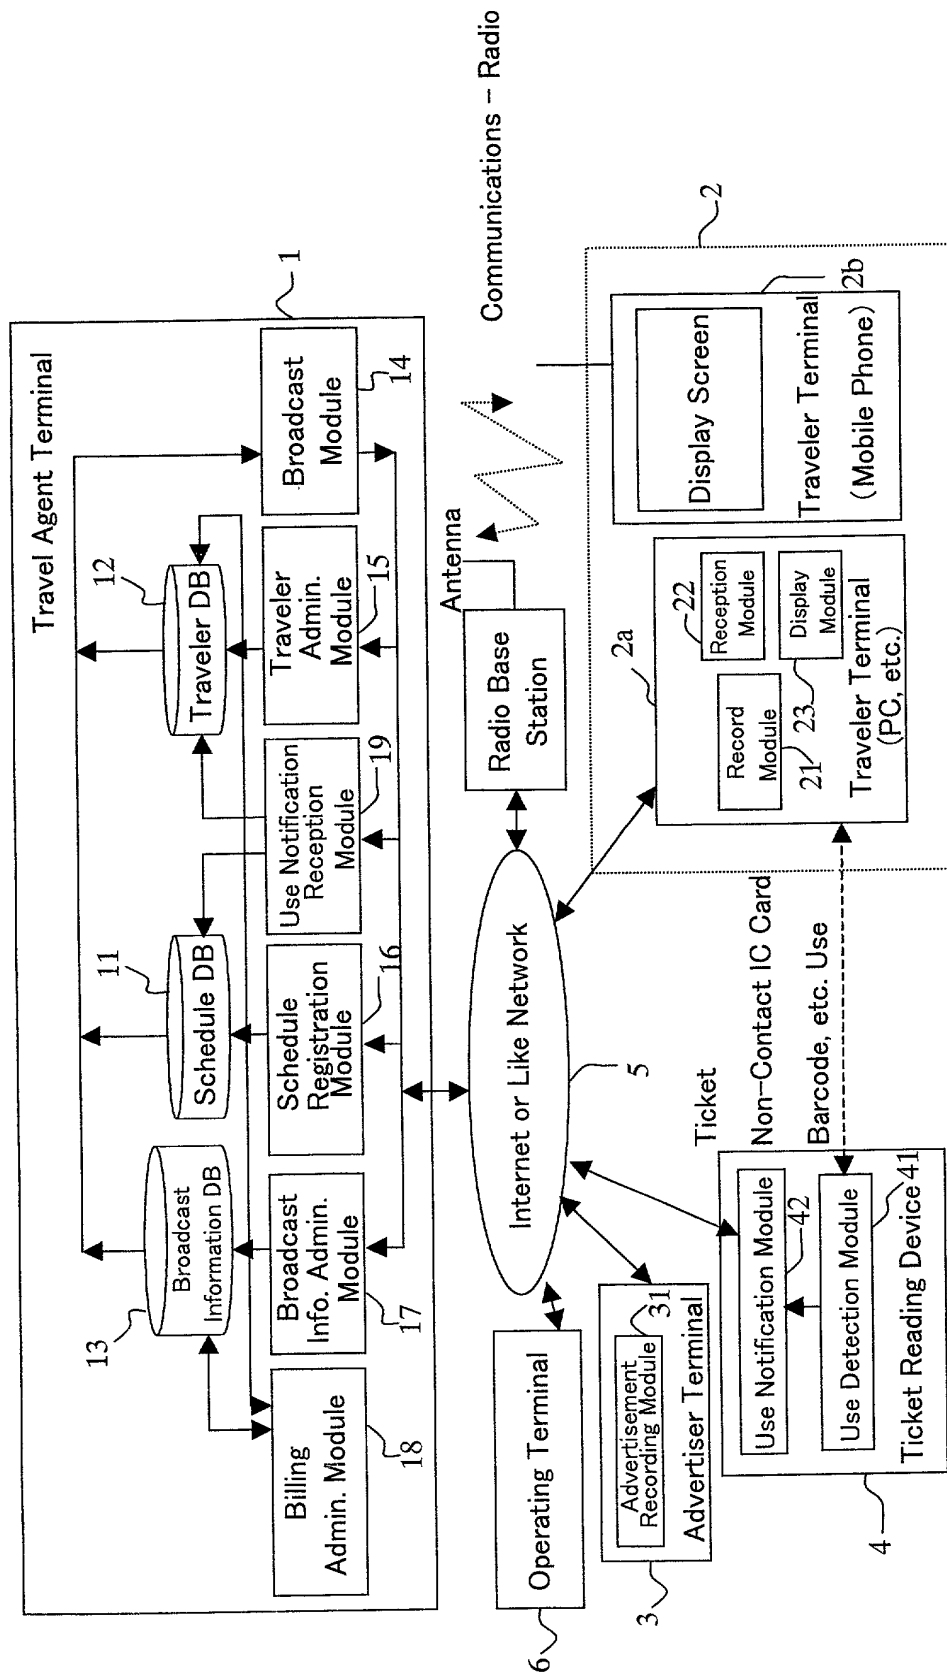 Travel Agent Terminal
1
13
Broadcast
Information DB
11
Schedule DB
12
Traveler DB
Billing
Admin. Module
18
Broadcast
Info. Admin.
Module
17
Schedule
Registration
Module
16
Use Notification
Reception
Module
19
Traveler
Admin.
Module
15
Broadcast
Module
14
Communications - Radio
Antenna
Radio Base
Station
Internet or Like Network
5
Operating Terminal
6
Advertisement
Recording Module
31
Advertiser Terminal
3
Ticket
Non-Contact IC Card
Barcode, etc. Use
Use Notification Module
42
Use Detection Module
41
Ticket Reading Device
4
2
2a
Record
Module
21
22
Reception
Module
Display
Module
23
Traveler Terminal
(PC, etc.)
Display Screen
Traveler Terminal
(Mobile Phone)
2b